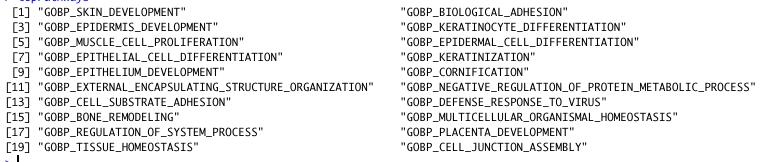 [1] "GOBP_SKIN_DEVELOPMENT" "GOBP_BIOLOGICAL_ADHESION"
[3] "GOBP_EPIDERMIS_DEVELOPMENT" "GOBP_KERATINOCYTE_DIFFERENTIATION"
[5] "GOBP_MUSCLE_CELL_PROLIFERATION" "GOBP_EPIDERMAL_CELL_DIFFERENTIATION"
[7] "GOBP_EPITHELIAL_CELL_DIFFERENTIATION" "GOBP_KERATINIZATION"
[9] "GOBP_EPITHELIUM_DEVELOPMENT" "GOBP_CORNIFICATION"
[11] "GOBP_EXTERNAL_ENCAPSULATING_STRUCTURE_ORGANIZATION" "GOBP_NEGATIVE_REGULATION_OF_PROTEIN_METABOLIC_PROCESS"
[13] "GOBP_CELL_SUBSTRATE_ADHESION" "GOBP_DEFENSE_RESPONSE_TO_VIRUS"
[15] "GOBP_BONE_REMODELING" "GOBP_MULTICELLULAR_ORGANISMAL_HOMEOSTASIS"
[17] "GOBP_REGULATION_OF_SYSTEM_PROCESS" "GOBP_PLACENTA_DEVELOPMENT"
[19] "GOBP_TISSUE_HOMEOSTASIS" "GOBP_CELL_JUNCTION_ASSEMBLY"